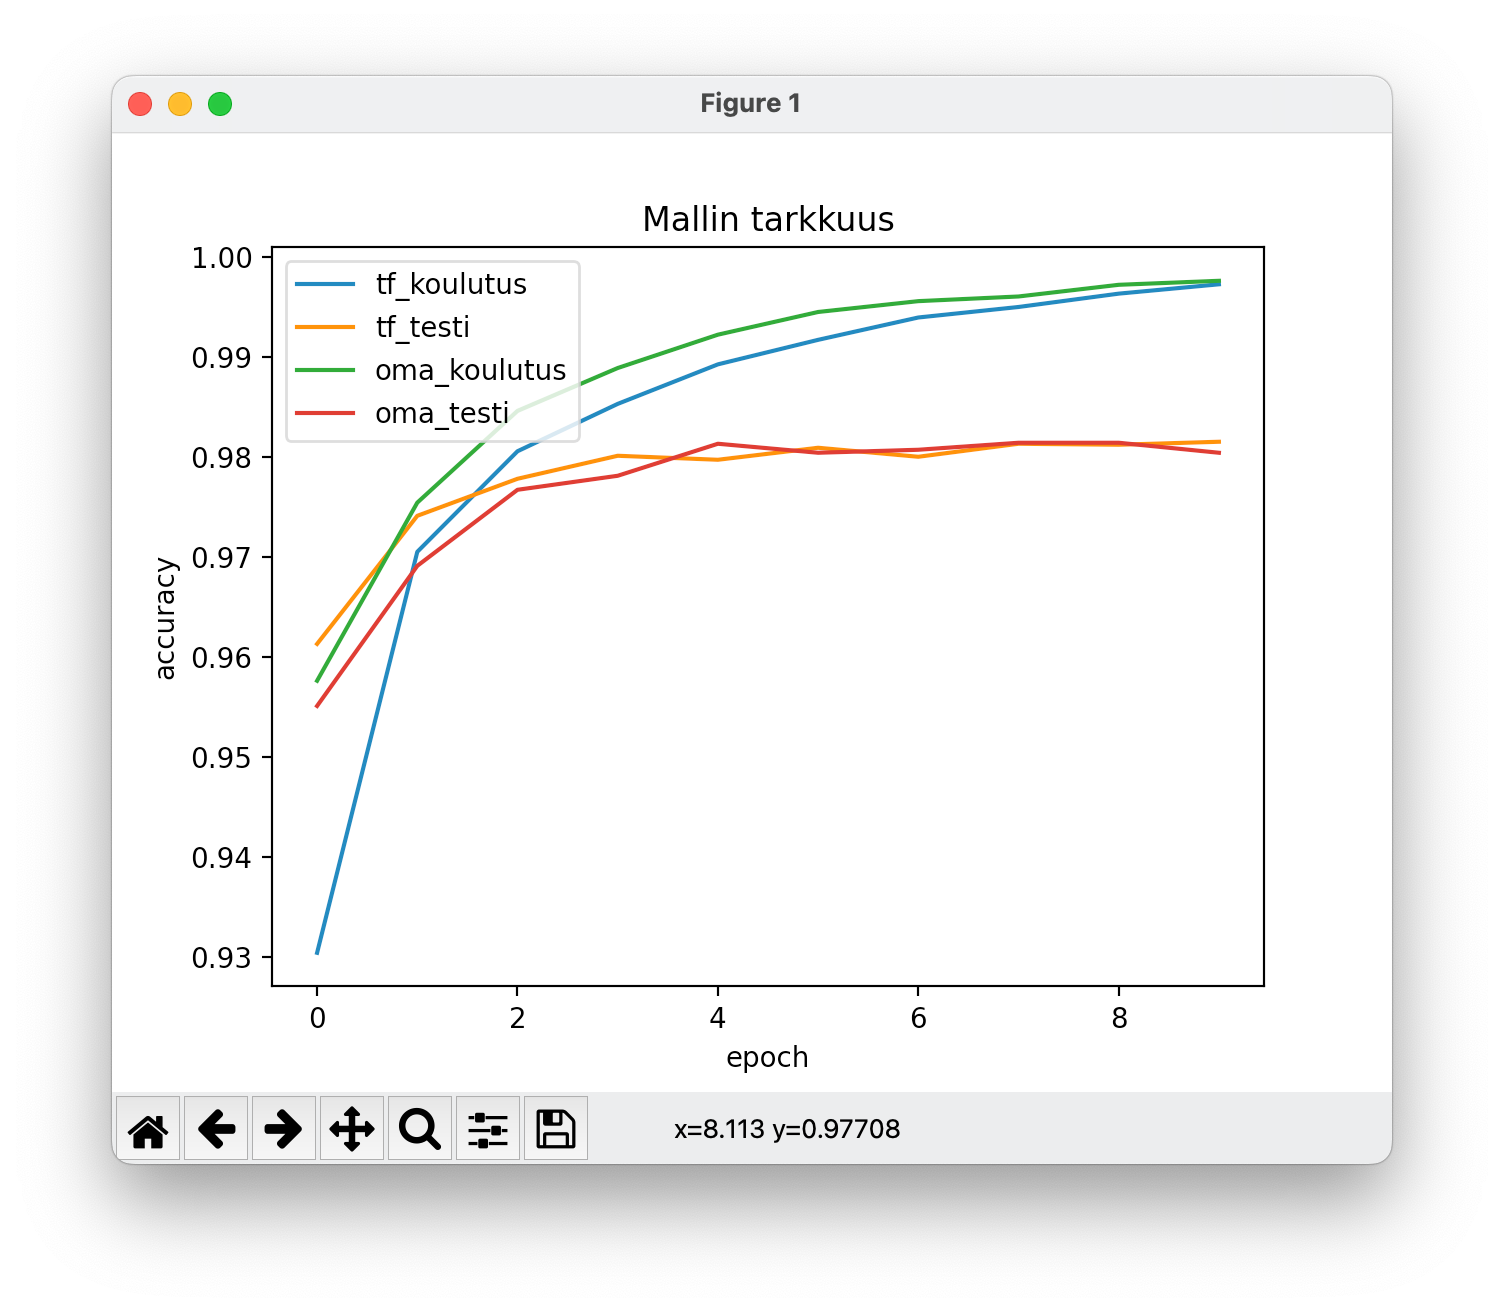 Figure 1
Mallin tarkkuus
1.00
0.99
0.98
0.97
0.96
0.95
0.94
0.93
accuracy
tf_koulutus
tf_testi
oma_koulutus
oma_testi
0 2 4 6 8
epoch
x=8.113 y=0.97708